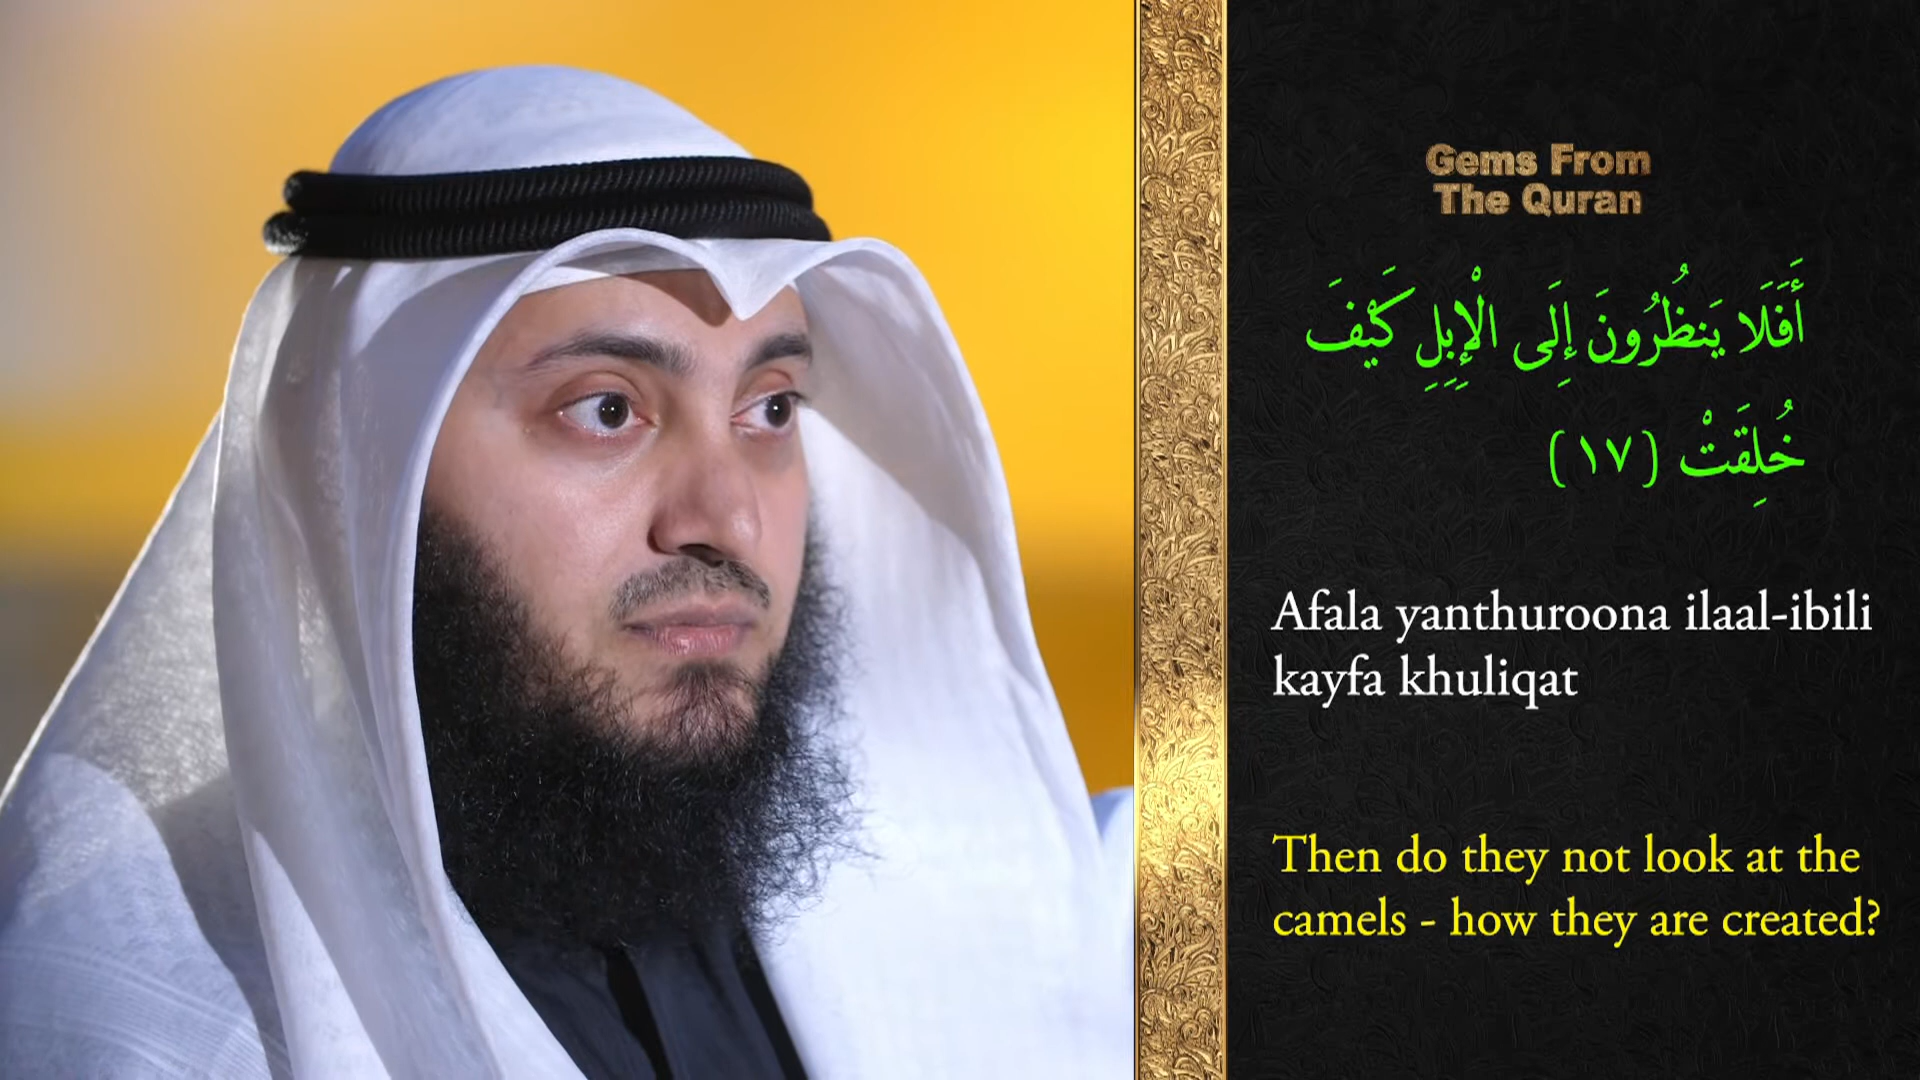 Gems From
The Quran
أَفَلَا يَنظُرُونَ إِلَى الْإِبِلِ كَيْفَ
خُلِقَتْ (١٧)
Afala yanthuroona ilaal-ibili
kayfa khuliqat
Then do they not look at the
camels - how they are created?